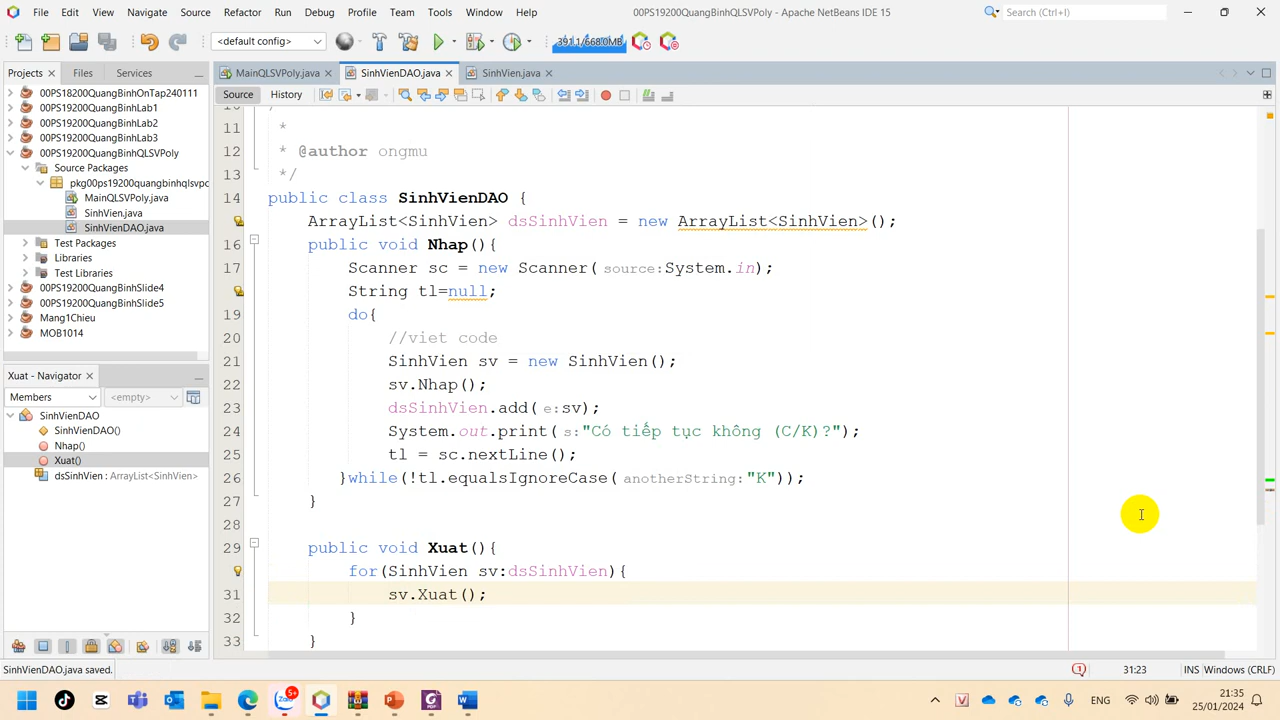 File Edit View Navigate Source Refactor Run Debug Profile Team Tools Window Help
00PS19200QuangBinhQLSVPoly - Apache NetBeans IDE 15
Search (Ctrl+I)
<default config>
391.1/668.0MB
Projects Files Services
00PS18200QuangBinhOnTap240111
00PS19200QuangBinhLab1
00PS19200QuangBinhLab2
00PS19200QuangBinhLab3
00PS19200QuangBinhQLSVPoly
Source Packages
pkg00ps19200quangbinhqlsvpo
MainQLSVPoly.java
SinhVien.java
SinhVienDAO.java
Test Packages
Libraries
Test Libraries
00PS19200QuangBinhSlide4
00PS19200QuangBinhSlide5
Mang1Chieu
MOB1014
Xuat - Navigator
Members <empty>
SinhVienDAO
SinhVienDAO()
Nhap()
Xuat()
dsSinhVien : ArrayList<SinhVien>
MainQLSVPoly.java SinhVienDAO.java SinhVien.java
Source History
10 /**
11 *
12 * @author ongmu
13 */
14 public class SinhVienDAO {
ArrayList<SinhVien> dsSinhVien = new ArrayList<SinhVien>();
16 public void Nhap(){
17 Scanner sc = new Scanner(source:System.in);
String tl=null;
19 do{
20 //viet code
21 SinhVien sv = new SinhVien();
22 sv.Nhap();
23 dsSinhVien.add(e:sv);
24 System.out.print(s:"Có tiếp tục không (C/K)?");
25 tl = sc.nextLine();
26 }while(!tl.equalsIgnoreCase(anotherString:"K"));
27 }
28
29 public void Xuat(){
for(SinhVien sv:dsSinhVien){
31 sv.Xuat();
32 }
33 }
SinhVienDAO.java saved.
31:23 INS Windows (CRLF)
Zalo 5+
ENG
21:35
25/01/2024